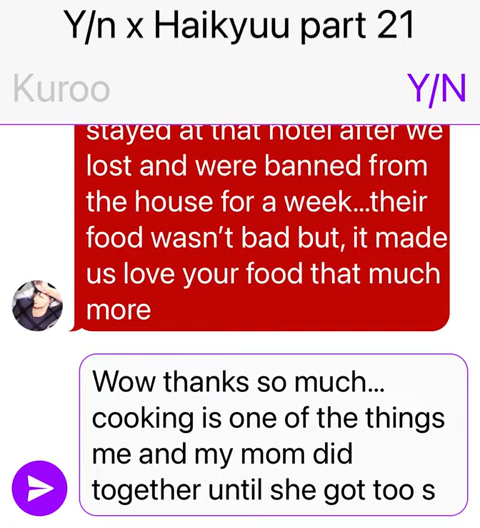 Y/n x Haikyuu part 21
Kuroo
Y/N
stayed at that hotel after we
lost and were banned from
the house for a week...their
food wasn't bad but, it made
us love your food that much
more
Wow thanks so much...
cooking is one of the things
me and my mom did
together until she got too s